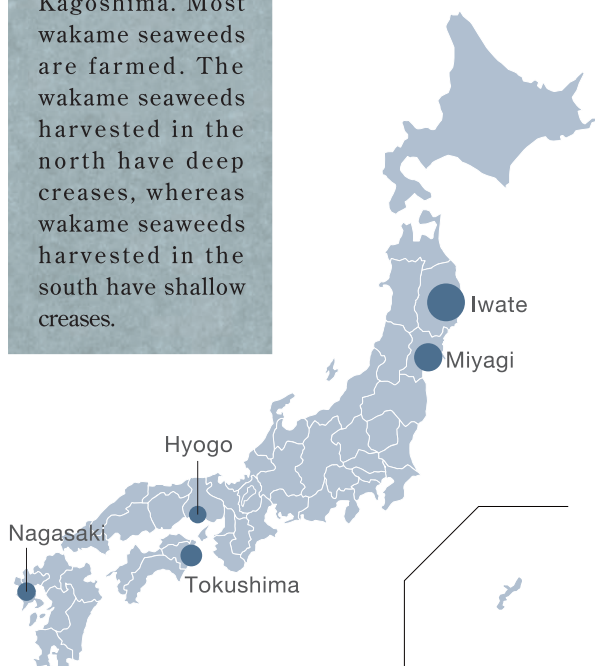 Kagoshima. Most
wakame seaweeds
are farmed. The
wakame seaweeds
harvested in the
north have deep
creases, whereas
wakame seaweeds
harvested in the
south have shallow
creases.
Iwate
Miyagi
Hyogo
Nagasaki
Tokushima